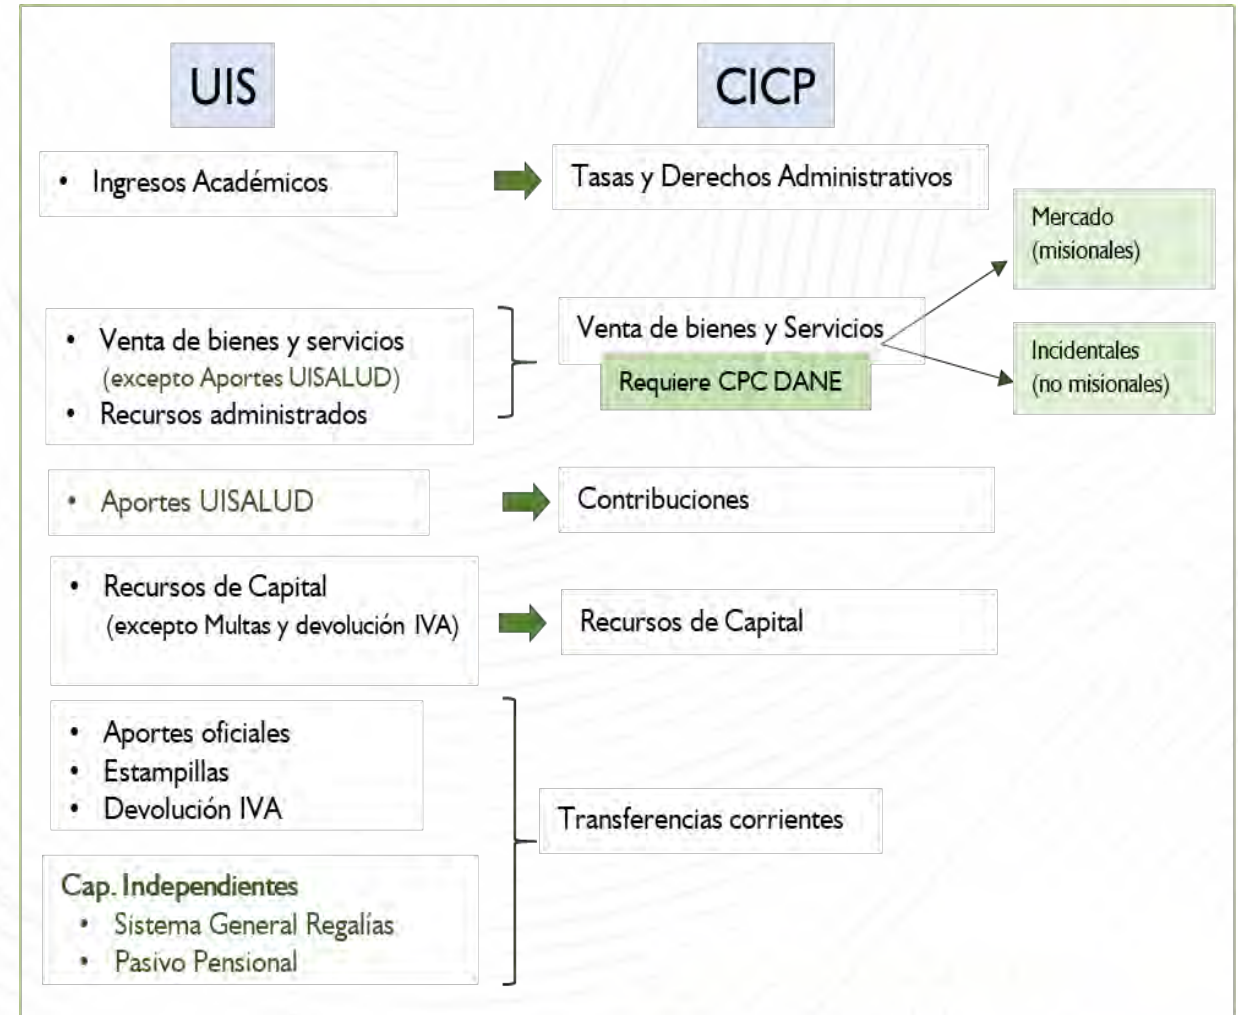 UIS
CICP
• Ingresos Académicos
Tasas y Derechos Administrativos
Mercado
(misionales)
• Venta de bienes y servicios
(excepto Aportes UISALUD)
• Recursos administrados
Venta de bienes y Servicios
Requiere CPC DANE
Incidentales
(no misionales)
• Aportes UISALUD
Contribuciones
• Recursos de Capital
(excepto Multas y devolución IVA)
Recursos de Capital
• Aportes oficiales
• Estampillas
• Devolución IVA
Transferencias corrientes
Cap. Independientes
• Sistema General Regalías
• Pasivo Pensional